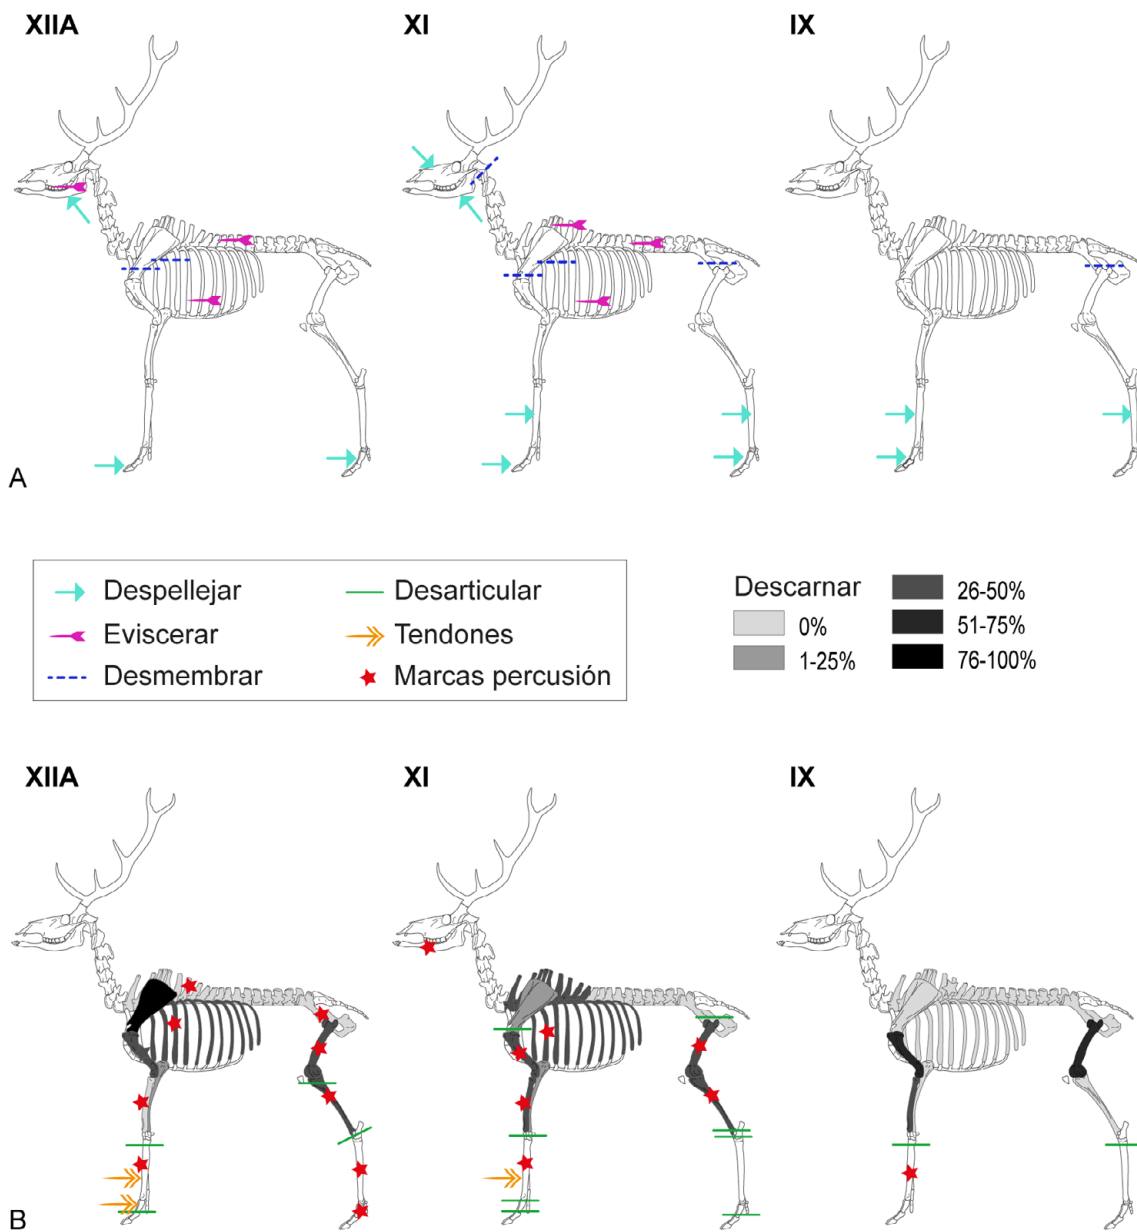 XIIA XI IX
A
Despellejar Desarticular
Eviscerar Tendones
Desmembrar Marcas percusión
Descarnar
0%
1-25%
26-50%
51-75%
76-100%
XIIA XI IX
B